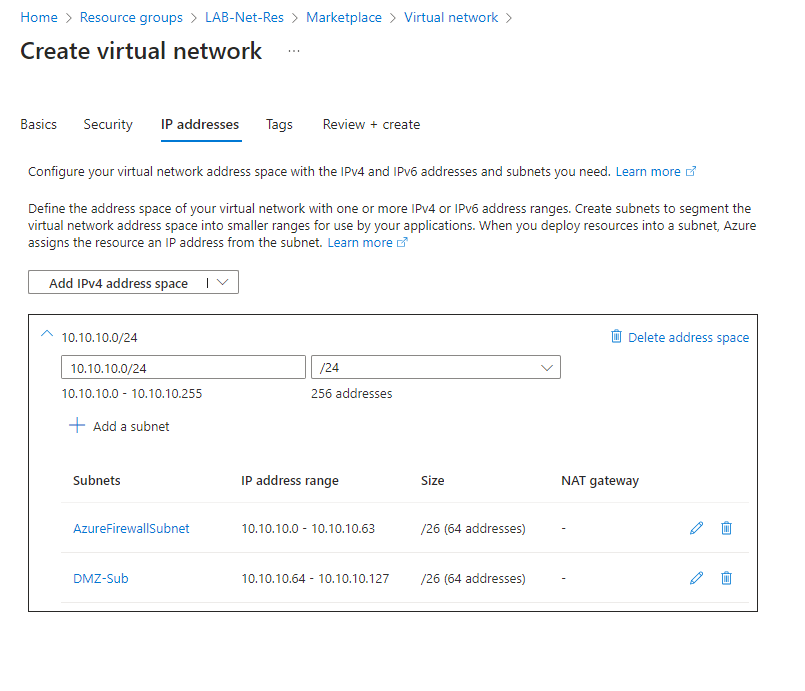 Home > Resource groups > LAB-Net-Res > Marketplace > Virtual network >
Create virtual network ...
Basics Security IP addresses Tags Review + create
Configure your virtual network address space with the IPv4 and IPv6 addresses and subnets you need. Learn more
Define the address space of your virtual network with one or more IPv4 or IPv6 address ranges. Create subnets to segment the
virtual network address space into smaller ranges for use by your applications. When you deploy resources into a subnet, Azure
assigns the resource an IP address from the subnet. Learn more
Add IPv4 address space
10.10.10.0/24 Delete address space
10.10.10.0/24 /24
10.10.10.0 - 10.10.10.255 256 addresses
Add a subnet
Subnets IP address range Size NAT gateway
AzureFirewallSubnet 10.10.10.0 - 10.10.10.63 /26 (64 addresses) -
DMZ-Sub 10.10.10.64 - 10.10.10.127 /26 (64 addresses) -